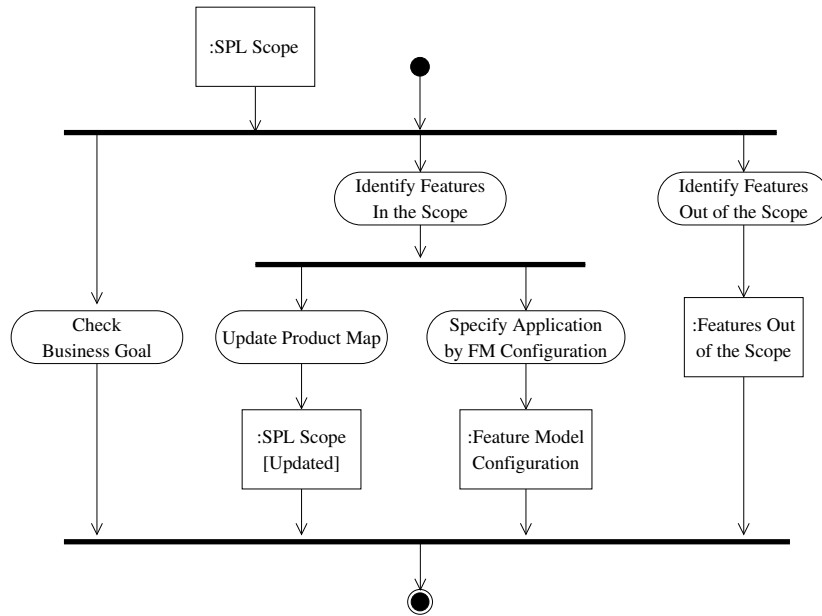 :SPL Scope
Identify Features
In the Scope
Identify Features
Out of the Scope
Check
Business Goal
Update Product Map
Specify Application
by FM Configuration
:Features Out
of the Scope
:SPL Scope
[Updated]
:Feature Model
Configuration